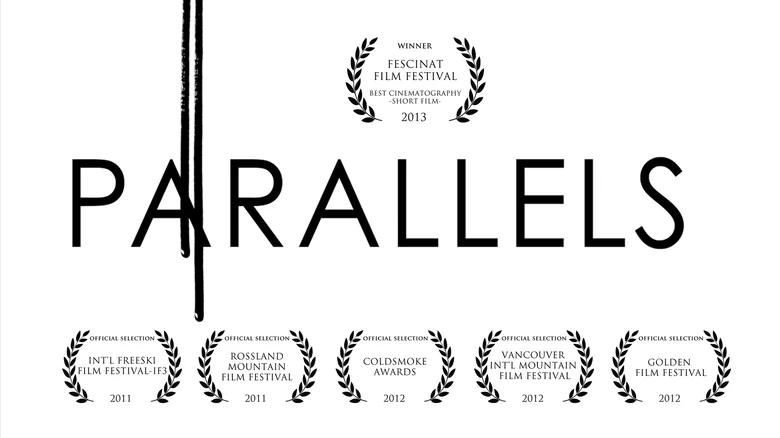 WINNER
FESCINAT
FILM FESTIVAL
BEST CINEMATOGRAPHY
-SHORT FILM-
2013
PARALLELS
OFFICIAL SELECTION
INT'L FREESKI
FILM FESTIVAL-IF3
2011
OFFICIAL SELECTION
ROSSLAND
MOUNTAIN
FILM FESTIVAL
2011
OFFICIAL SELECTION
COLDSMOKE
AWARDS
2012
OFFICIAL SELECTION
VANCOUVER
INT'L MOUNTAIN
FILM FESTIVAL
2012
OFFICIAL SELECTION
GOLDEN
FILM FESTIVAL
2012